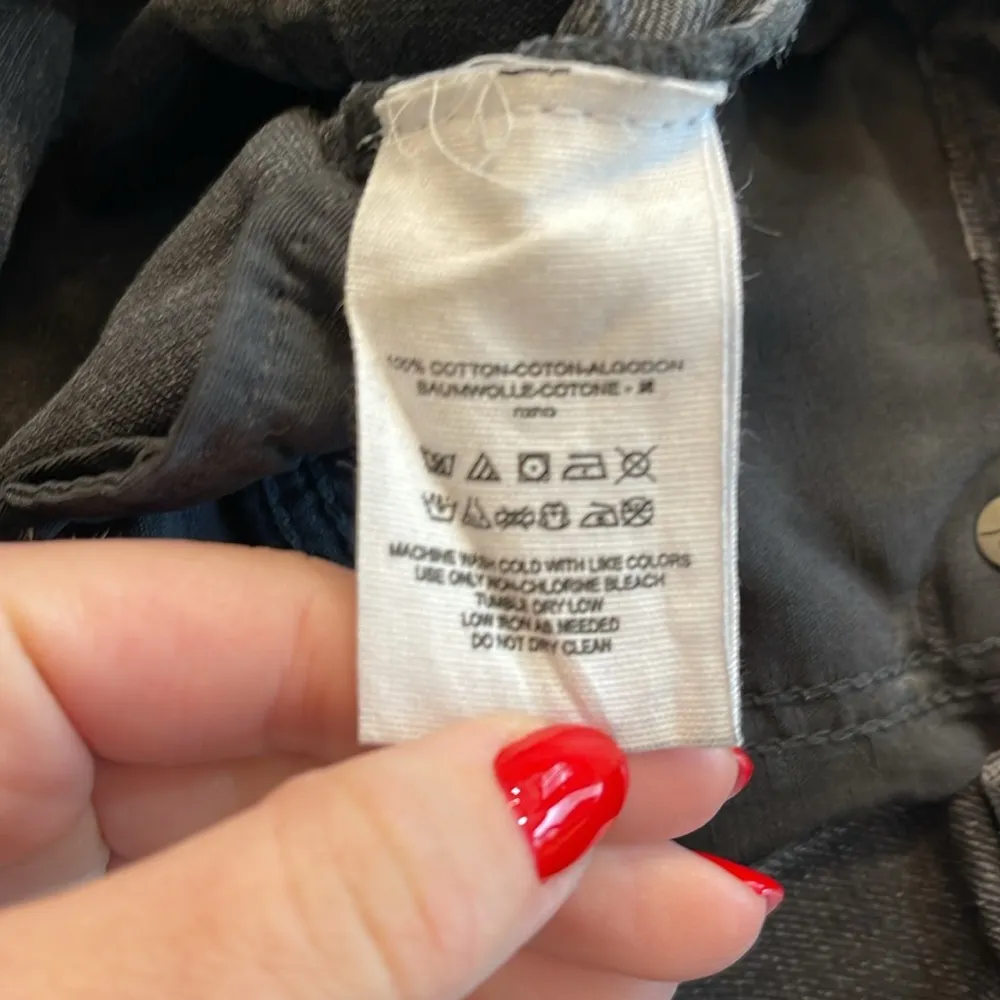 100% COTTON-COTON-ALGODON
BAUMWOLLE-COTONE - 綿
MACHINE WASH COLD WITH LIKE COLORS
USE ONLY NON-CHLORINE BLEACH
TUMBLE DRY LOW
LOW IRON AS NEEDED
DO NOT DRY CLEAN